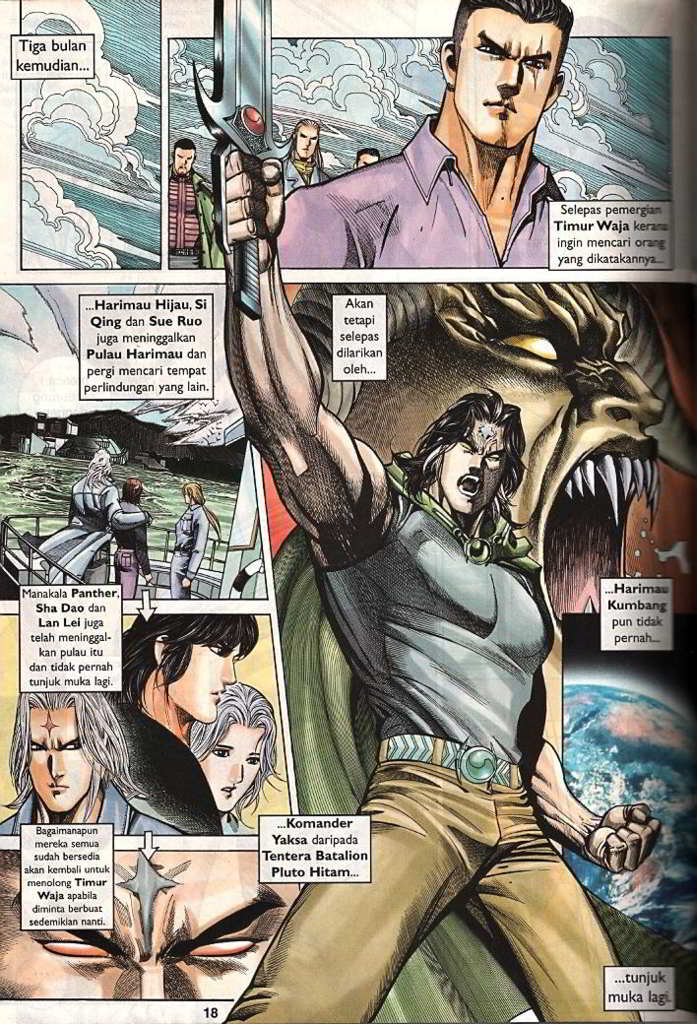 Tiga bulan
kemudian...
Selepas pemergian
Timur Waja kerana
ingin mencari orang
yang dikatakannya...
...Harimau Hijau, Si
Qing dan Sue Ruo
juga meninggalkan
Pulau Harimau dan
pergi mencari tempat
perlindungan yang lain.
Akan
tetapi
selepas
dilarikan
oleh...
Manakala Panther,
Sha Dao dan
Lan Lei juga
telah meninggal-
kan pulau itu
dan tidak pernah
tunjuk muka lagi.
Bagaimanapun
mereka semua
sudah bersedia
akan kembali untuk
menolong Timur
Waja apabila
diminta berbuat
sedemikian nanti.
...Komander
Yaksa daripada
Tentera Batalion
Pluto Hitam...
...Harimau
Kumbang
pun tidak
pernah...
...tunjuk
muka lagi.
18